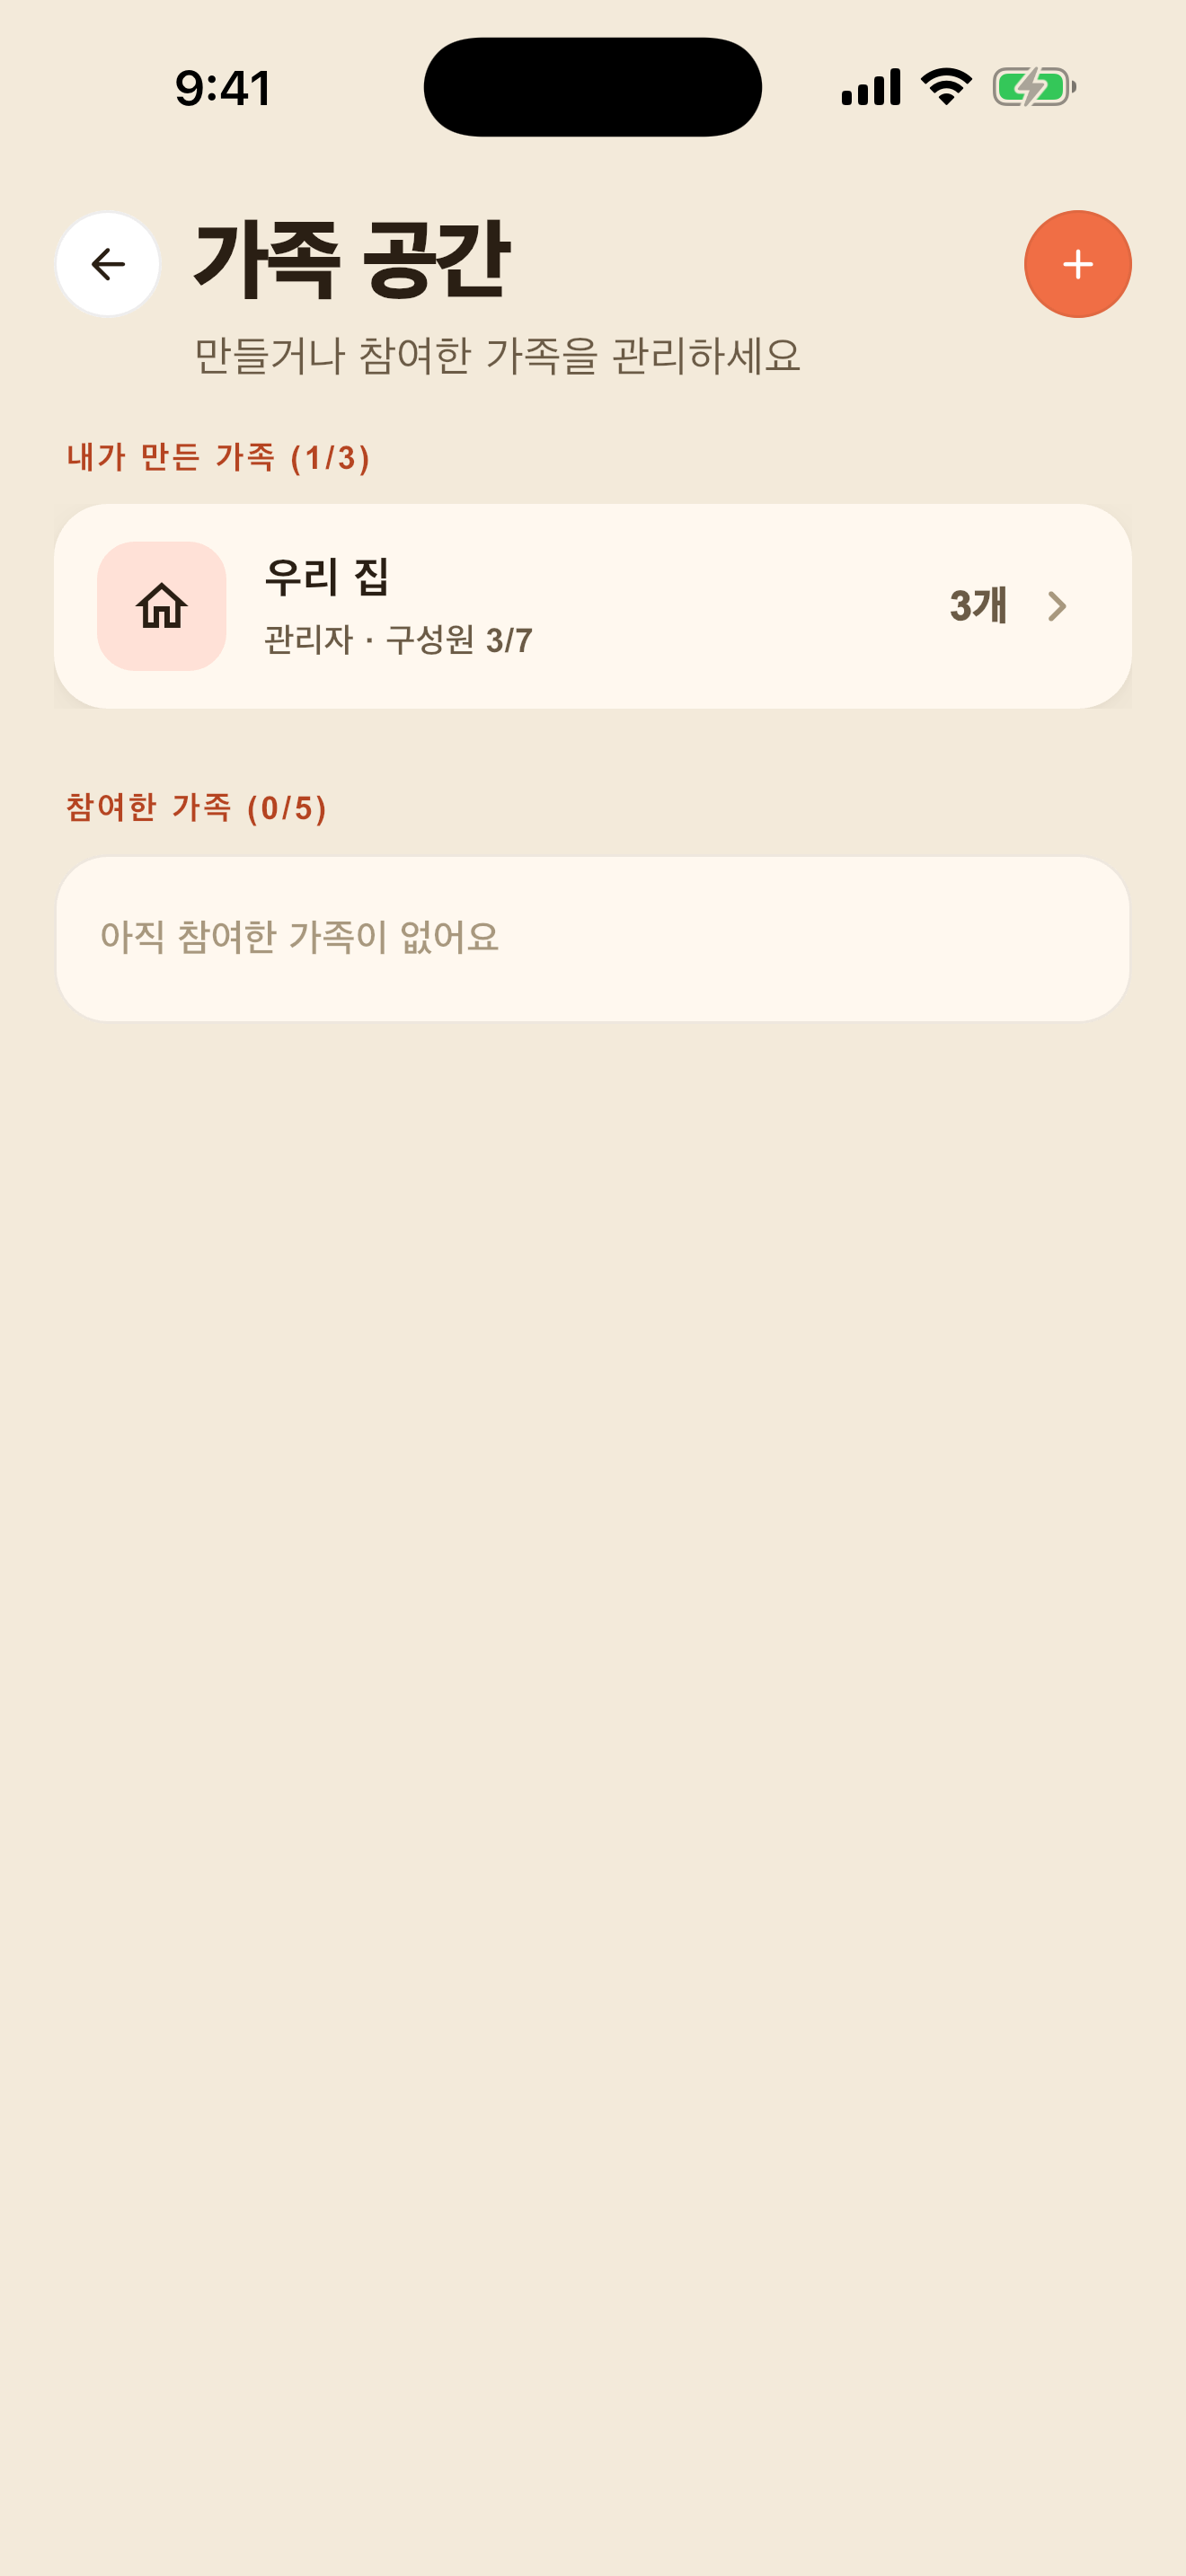 9:41
가족 공간
만들거나 참여한 가족을 관리하세요
내가 만든 가족 (1/3)
우리 집
관리자 · 구성원 3/7
3개
참여한 가족 (0/5)
아직 참여한 가족이 없어요